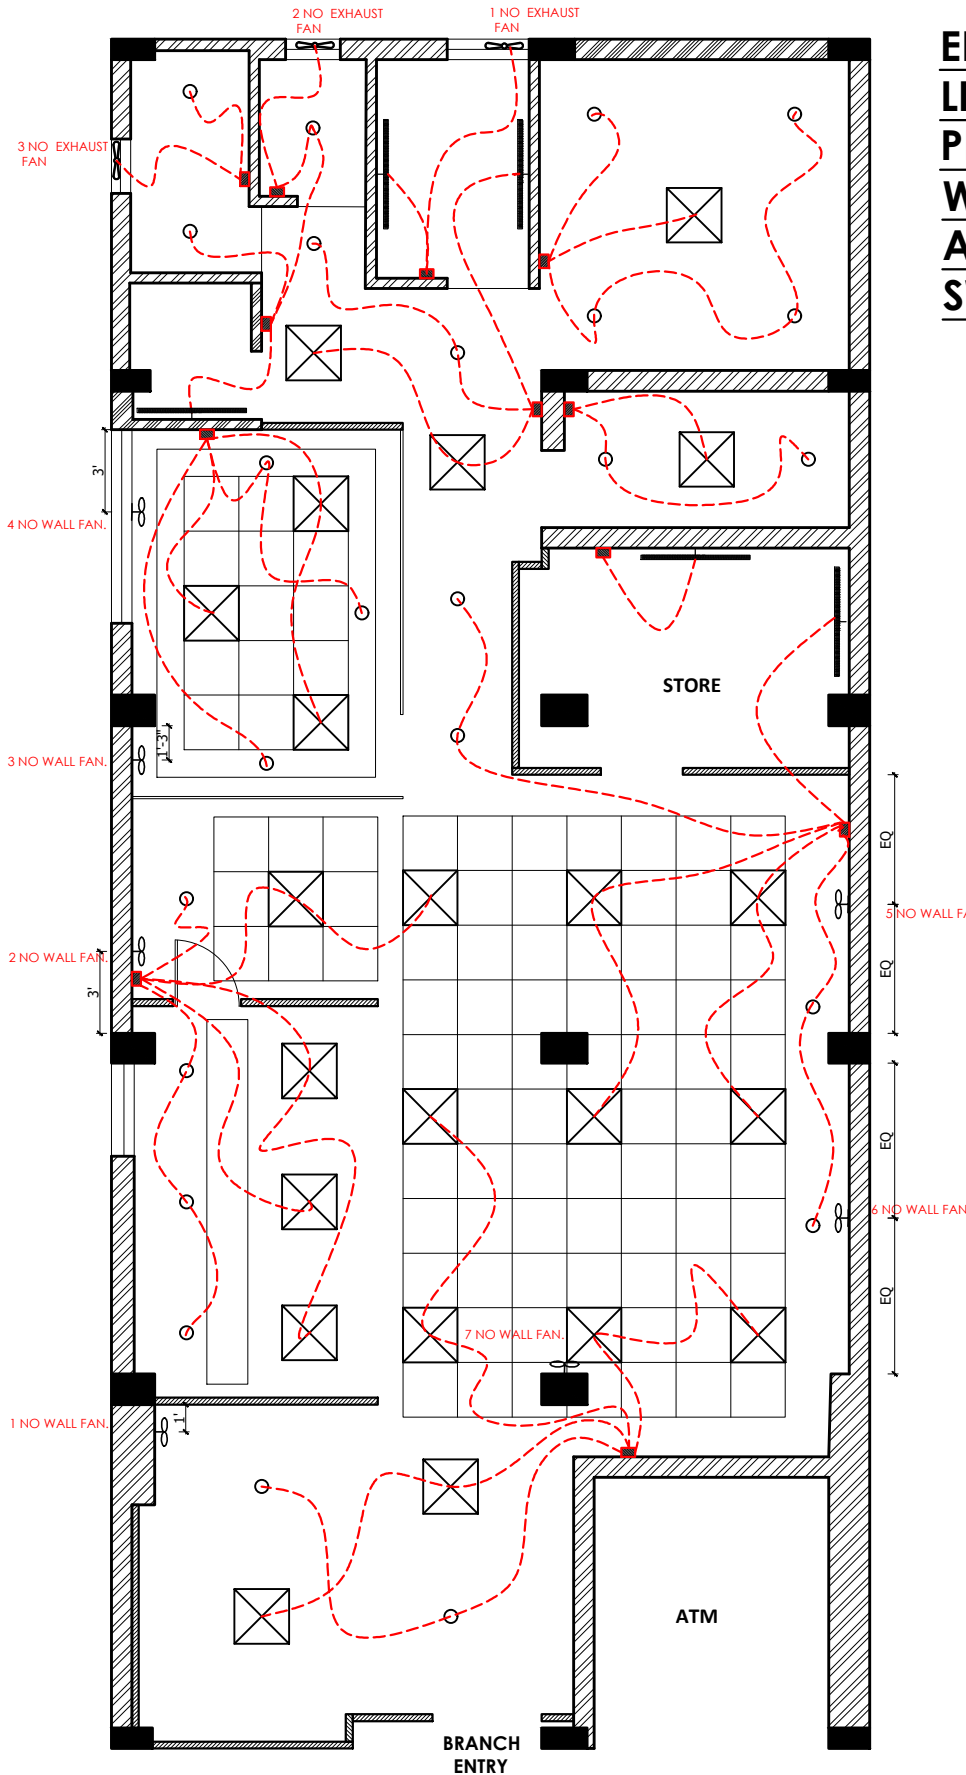 2 NO EXHAUST
FAN
1 NO EXHAUST
FAN
3 NO EXHAUST
FAN
3'
4 NO WALL FAN.
STORE
1'-3"
3 NO WALL FAN.
EQ
5 NO WALL
2 NO WALL FAN.
EQ
3'
EQ
6 NO WALL FAN
EQ
7 NO WALL FAN.
1 NO WALL FAN.
1'
ATM
BRANCH
ENTRY